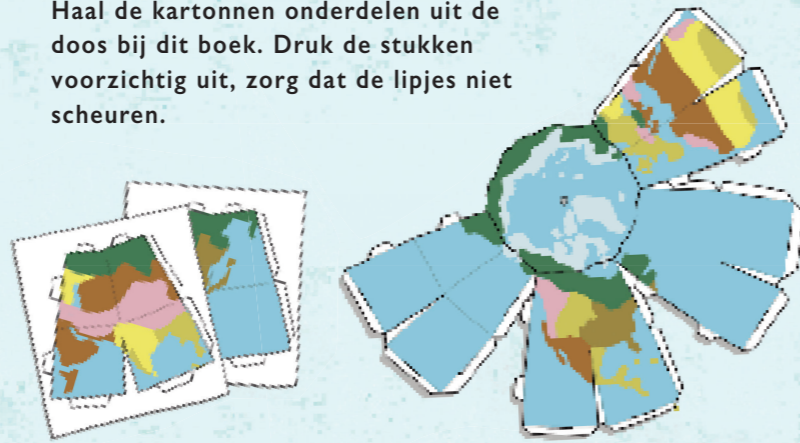 Haal de kartonnen onderdelen uit de
doos bij dit boek. Druk de stukken
voorzichtig uit, zorg dat de lipjes niet
scheuren.